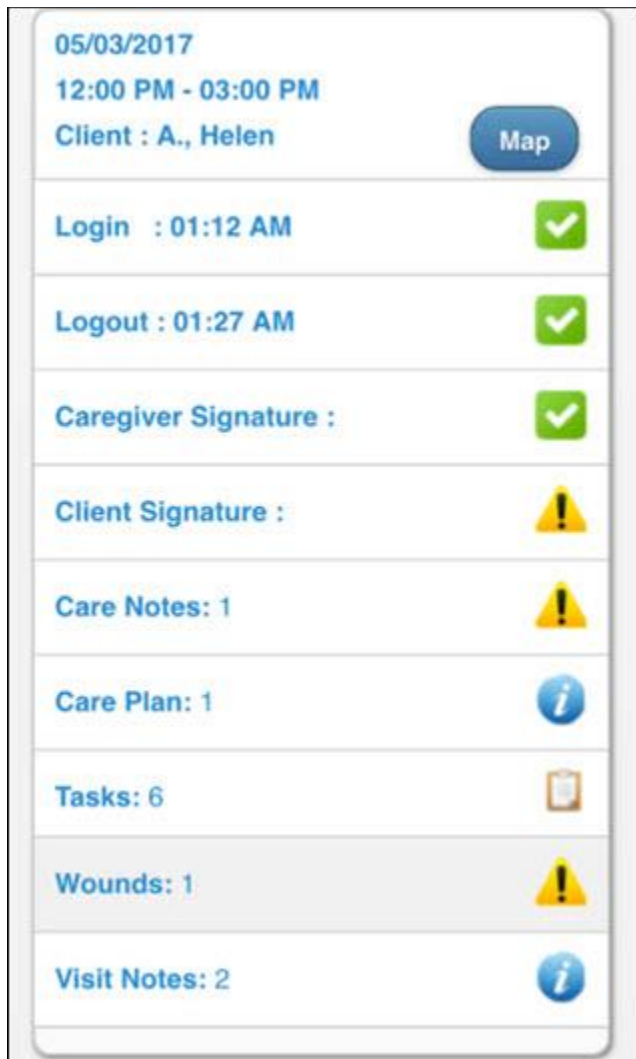 05/03/2017
12:00 PM - 03:00 PM
Client : A., Helen
Map
Login : 01:12 AM
Logout : 01:27 AM
Caregiver Signature :
Client Signature :
Care Notes: 1
Care Plan: 1
Tasks: 6
Wounds: 1
Visit Notes: 2